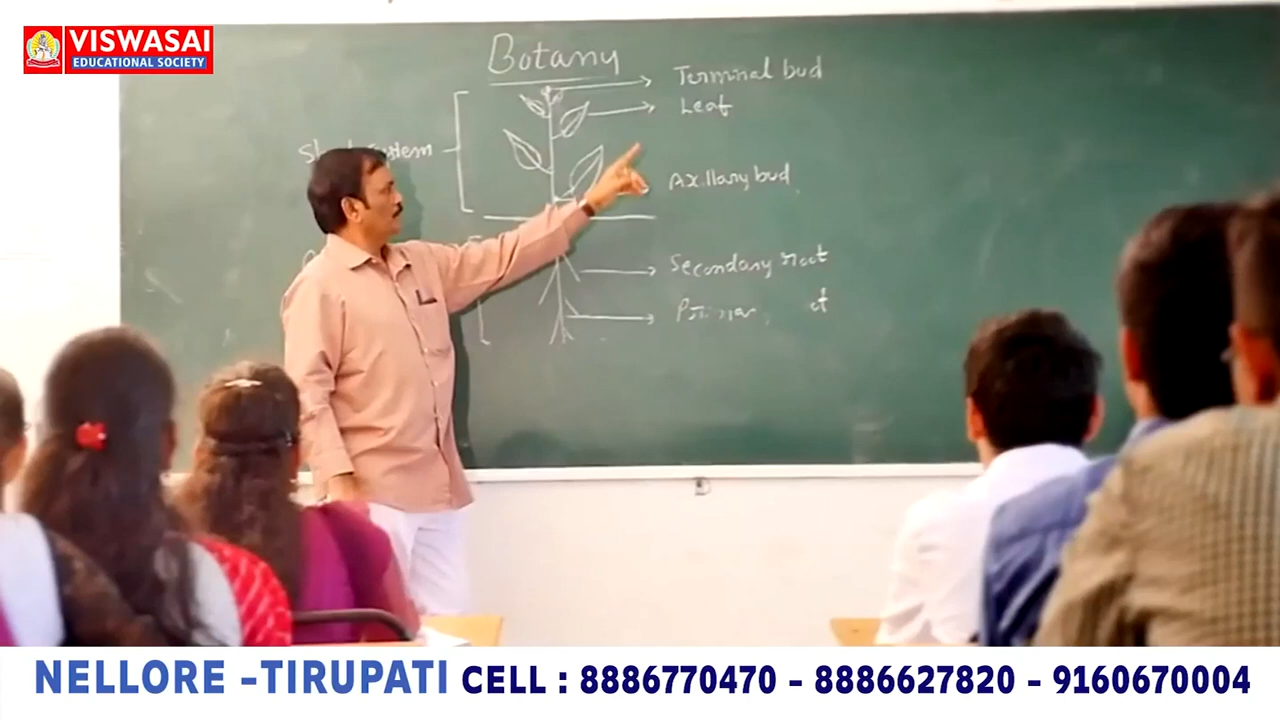 VISWASAI
EDUCATIONAL SOCIETY
Botany
Terminal bud
Leaf
Axillary bud
Secondary root
NELLORE -TIRUPATI CELL : 8886770470 - 8886627820 - 9160670004